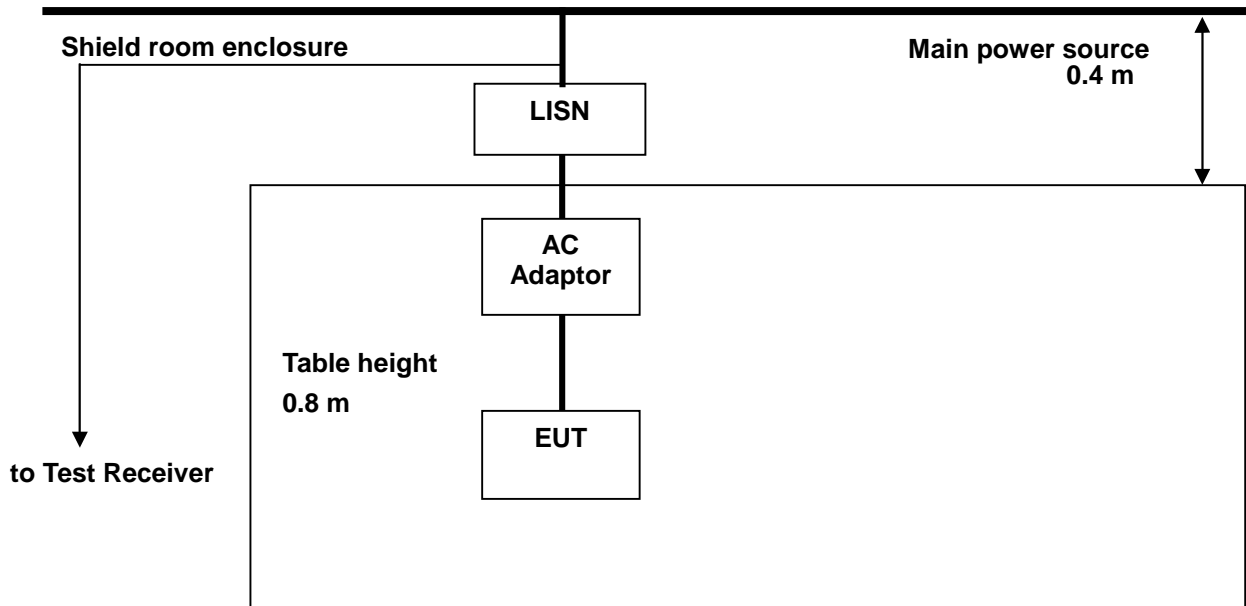 Shield room enclosure
Main power source
0.4 m
LISN
AC
Adaptor
Table height
0.8 m
EUT
to Test Receiver